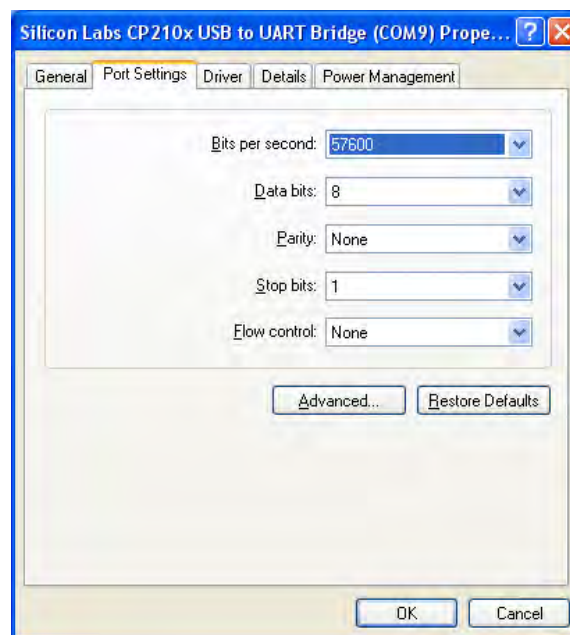 Silicon Labs CP210x USB to UART Bridge (COM9) Prope...
General Port Settings Driver Details Power Management
Bits per second: 57600
Data bits: 8
Parity: None
Stop bits: 1
Flow control: None
Advanced... Restore Defaults
OK Cancel